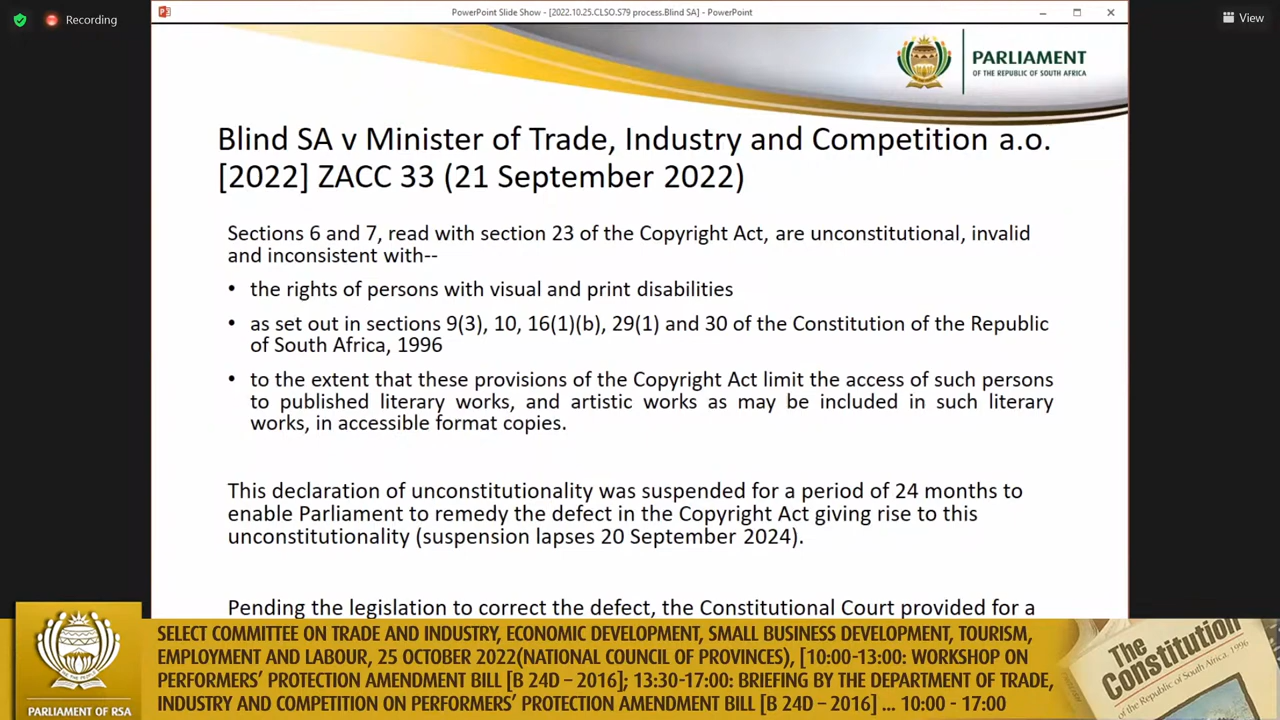 PowerPoint Slide Show - [2022.10.25.CLSO.S79 process.Blind SA] - PowerPoint
Recording
View
PARLIAMENT
OF THE REPUBLIC OF SOUTH AFRICA
Blind SA v Minister of Trade, Industry and Competition a.o.
[2022] ZACC 33 (21 September 2022)
Sections 6 and 7, read with section 23 of the Copyright Act, are unconstitutional, invalid
and inconsistent with--
• the rights of persons with visual and print disabilities
• as set out in sections 9(3), 10, 16(1)(b), 29(1) and 30 of the Constitution of the Republic
of South Africa, 1996
• to the extent that these provisions of the Copyright Act limit the access of such persons
to published literary works, and artistic works as may be included in such literary
works, in accessible format copies.
This declaration of unconstitutionality was suspended for a period of 24 months to
enable Parliament to remedy the defect in the Copyright Act giving rise to this
unconstitutionality (suspension lapses 20 September 2024).
Pending the legislation to correct the defect, the Constitutional Court provided for a
SELECT COMMITTEE ON TRADE AND INDUSTRY, ECONOMIC DEVELOPMENT, SMALL BUSINESS DEVELOPMENT, TOURISM,
EMPLOYMENT AND LABOUR, 25 OCTOBER 2022(NATIONAL COUNCIL OF PROVINCES), [10:00-13:00: WORKSHOP ON
PERFORMERS' PROTECTION AMENDMENT BILL [B 24D – 2016]; 13:30-17:00: BRIEFING BY THE DEPARTMENT OF TRADE,
INDUSTRY AND COMPETITION ON PERFORMERS' PROTECTION AMENDMENT BILL [B 24D – 2016] ... 10:00 - 17:00
PARLIAMENT OF RSA
The
Constitution
of the Republic of South Africa, 1996